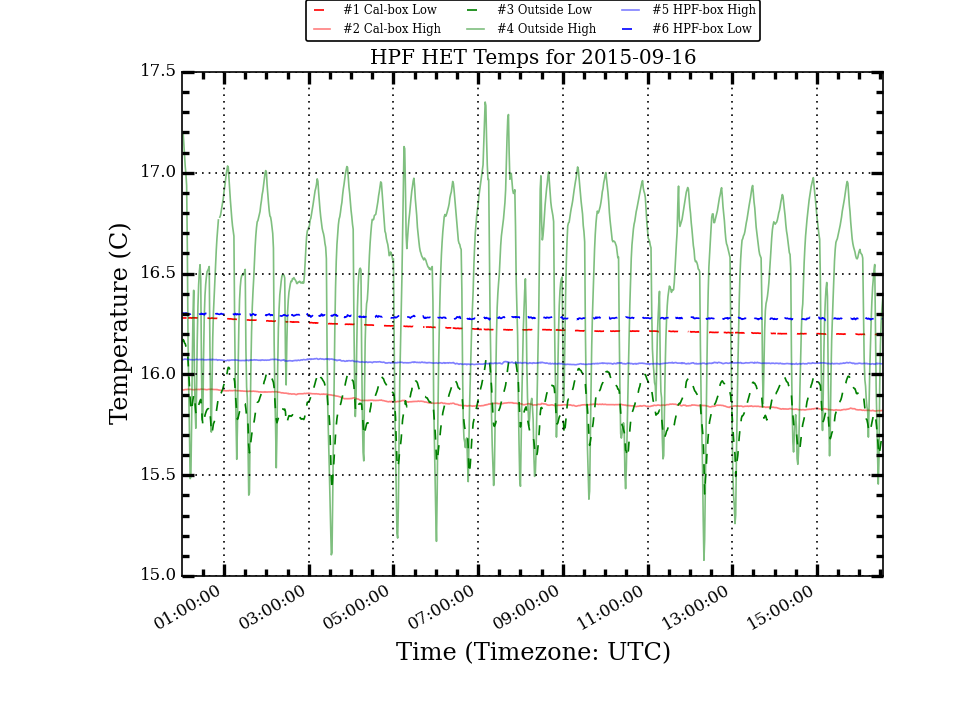 #1 Cal-box Low #3 Outside Low #5 HPF-box High
#2 Cal-box High #4 Outside High #6 HPF-box Low
HPF HET Temps for 2015-09-16
17.5
17.0
16.5
16.0
15.5
15.0
Temperature (C)
01:00:00 03:00:00 05:00:00 07:00:00 09:00:00 11:00:00 13:00:00 15:00:00
Time (Timezone: UTC)